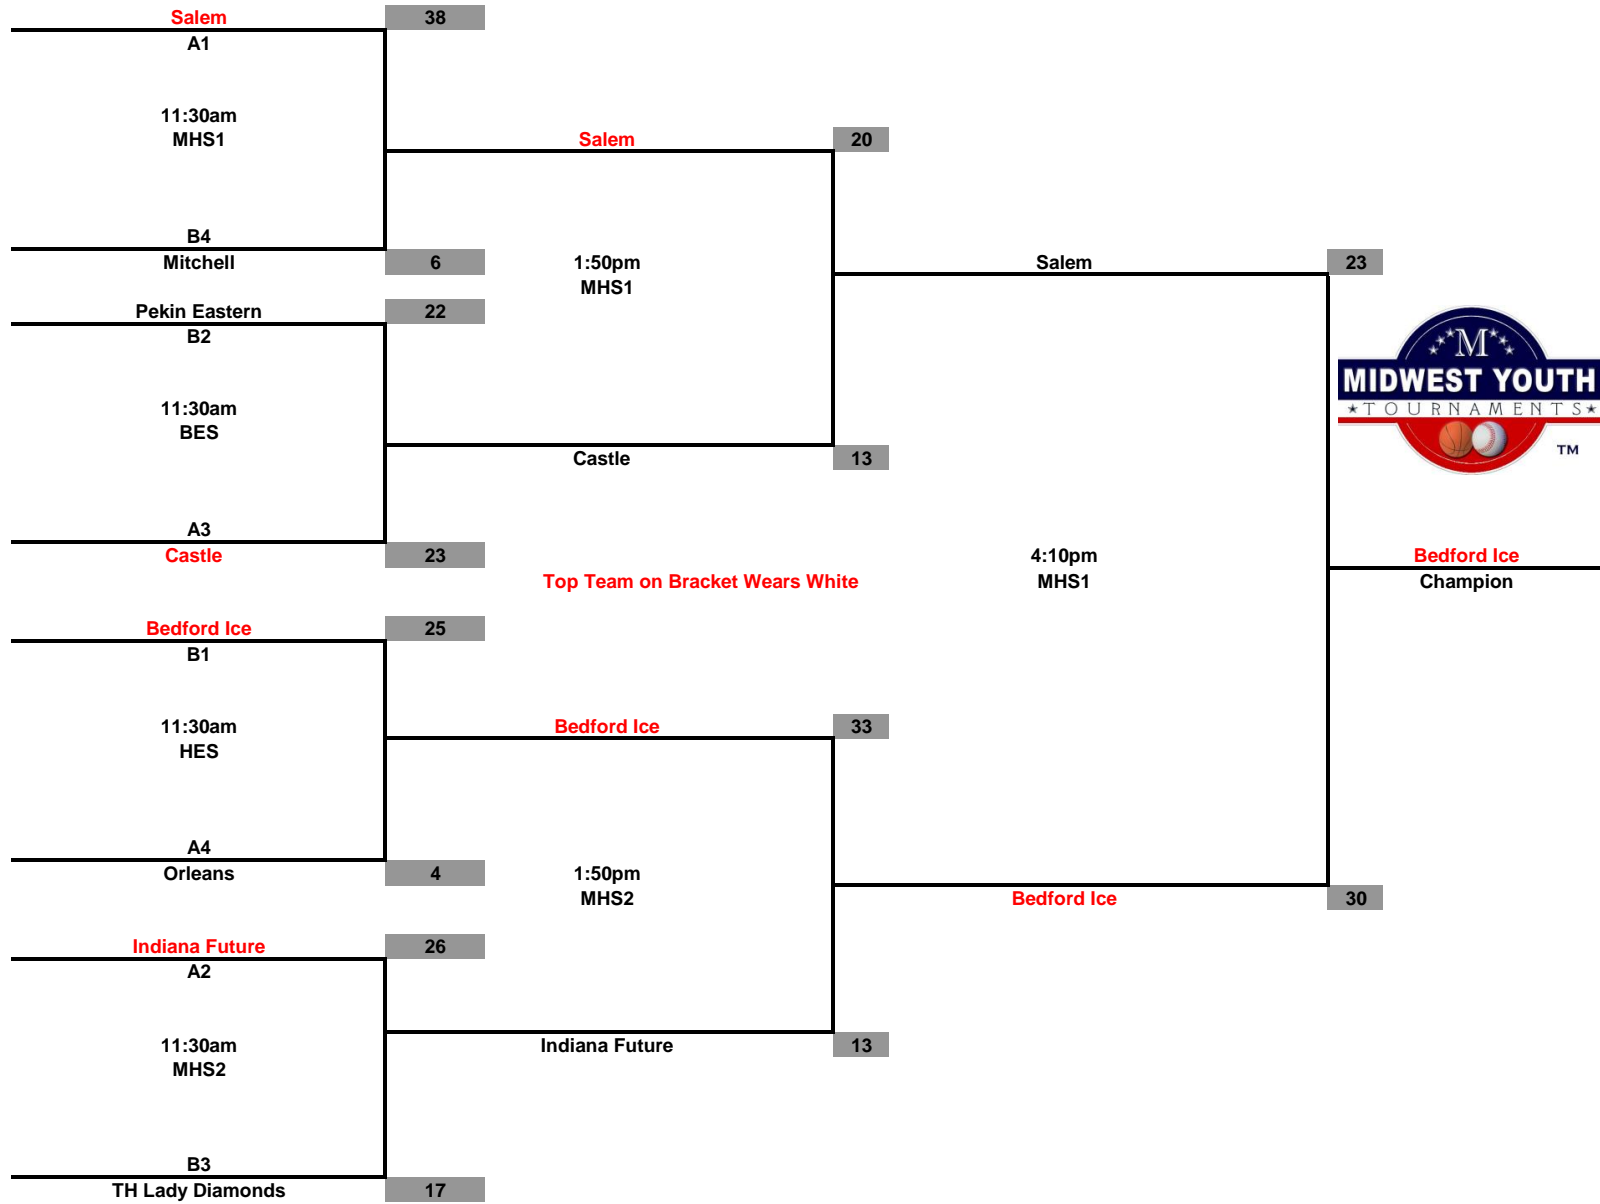 Salem 38
A1
11:30am
MHS1
Salem 20
B4
Mitchell 6
1:50pm
MHS1
Salem 23
Pekin Eastern 22
B2
M
MIDWEST YOUTH
★TOURNAMENTS★
TM
11:30am
BES
Castle 13
A3
Castle 23
Top Team on Bracket Wears White
4:10pm
MHS1
Bedford Ice
Champion
Bedford Ice 25
B1
11:30am
HES
Bedford Ice 33
A4
Orleans 4
1:50pm
MHS2
Bedford Ice 30
Indiana Future 26
A2
11:30am
MHS2
Indiana Future 13
B3
TH Lady Diamonds 17